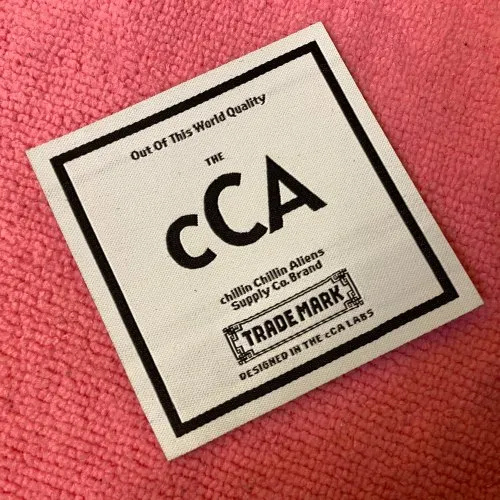 Out Of This World Quality
THE
cCA
chillin Chillin Aliens
Supply Co. Brand
TRADE MARK
DESIGNED IN THE cCA LABS